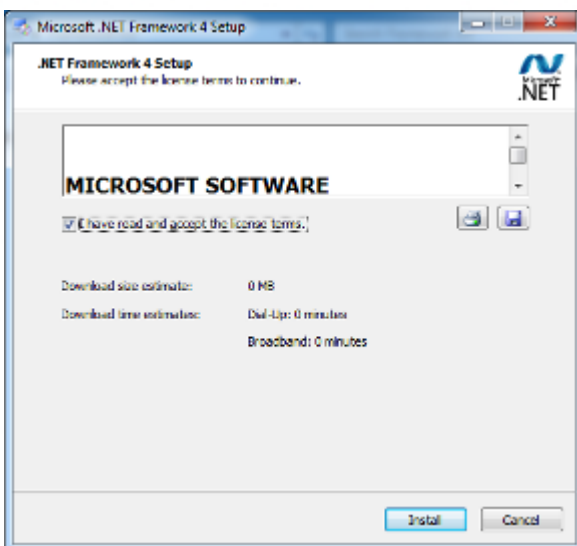 Microsoft .NET Framework 4 Setup
.NET Framework 4 Setup
Please accept the license terms to continue.
Microsoft
.NET
MICROSOFT SOFTWARE
I have read and accept the license terms.
Download size estimate: 0 MB
Download time estimates: Dial-Up: 0 minutes
Broadband: 0 minutes
Install Cancel